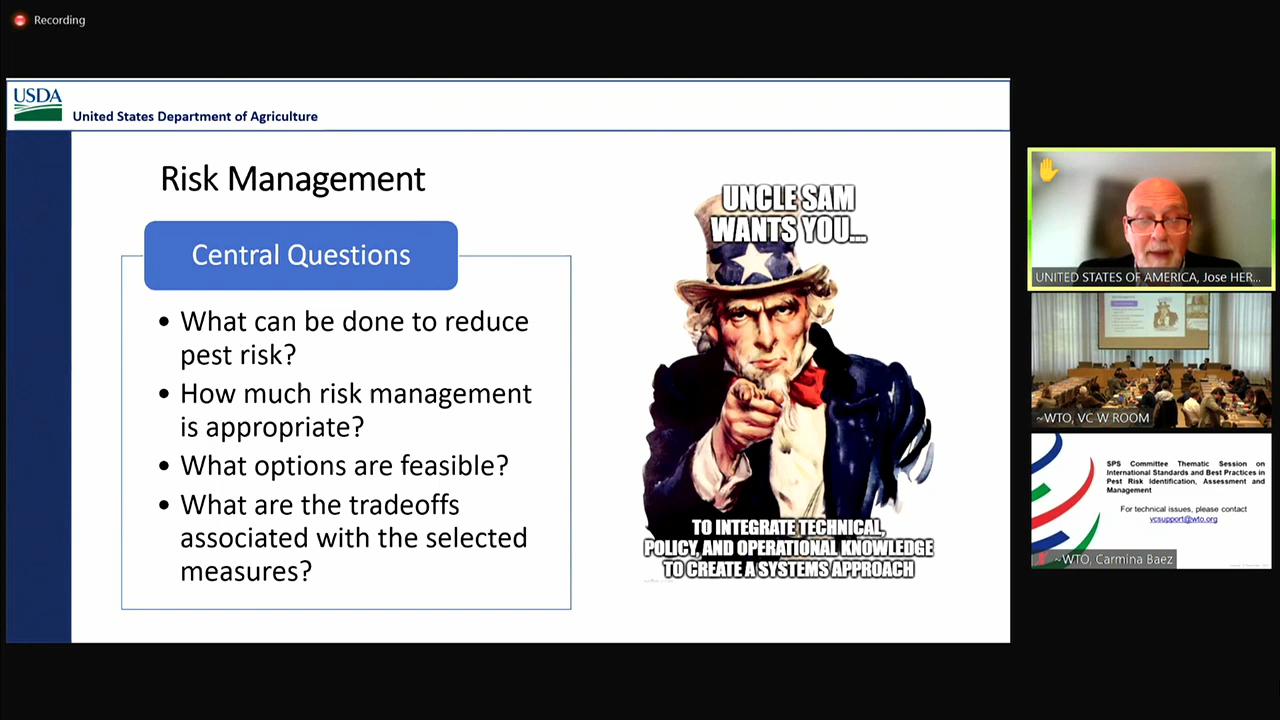 Recording
USDA
United States Department of Agriculture
Risk Management
Central Questions
• What can be done to reduce
pest risk?
• How much risk management
is appropriate?
• What options are feasible?
• What are the tradeoffs
associated with the selected
measures?
UNCLE SAM
WANTS YOU...
TO INTEGRATE TECHNICAL,
POLICY, AND OPERATIONAL KNOWLEDGE
TO CREATE A SYSTEMS APPROACH
UNITED STATES OF AMERICA, Jose HER...
~WTO, VC W ROOM
SPS Committee Thematic Session on
International Standards and Best Practices in
Pest Risk Identification, Assessment and
Management
For technical issues, please contact
vcsupport@wto.org
~WTO, Carmina Baez